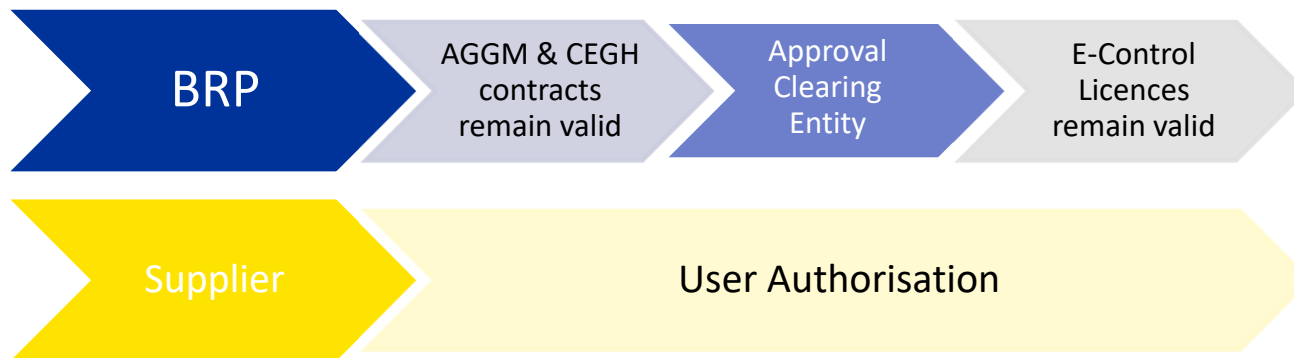 BRP
AGGM & CEGH
contracts
remain valid
Approval
Clearing
Entity
E-Control
Licences
remain valid
Supplier
User Authorisation